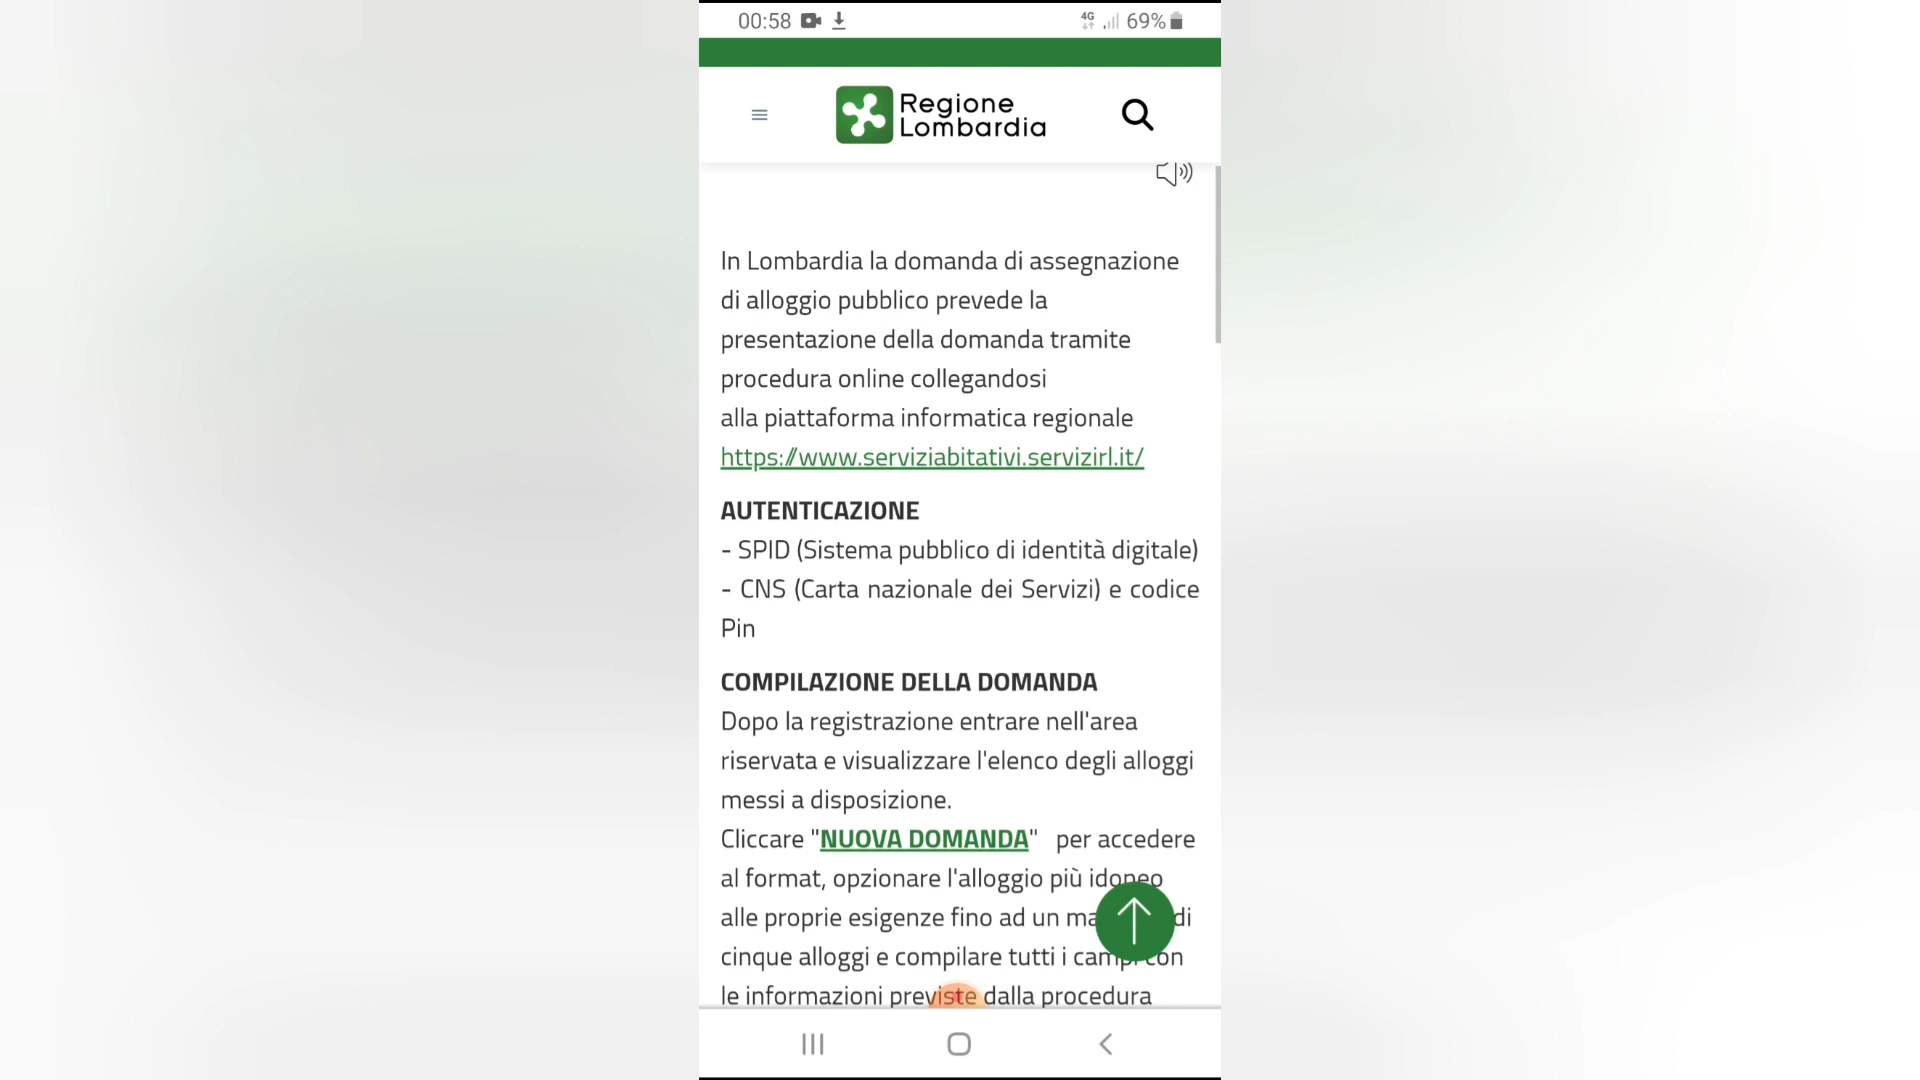 00:58
4G
69%
Regione
Lombardia
In Lombardia la domanda di assegnazione
di alloggio pubblico prevede la
presentazione della domanda tramite
procedura online collegandosi
alla piattaforma informatica regionale
https://www.serviziabitativi.servizirl.it/
AUTENTICAZIONE
- SPID (Sistema pubblico di identità digitale)
- CNS (Carta nazionale dei Servizi) e codice
Pin
COMPILAZIONE DELLA DOMANDA
Dopo la registrazione entrare nell'area
riservata e visualizzare l'elenco degli alloggi
messi a disposizione.
Cliccare "NUOVA DOMANDA" per accedere
al format, opzionare l'alloggio più idoneo
alle proprie esigenze fino ad un di
cinque alloggi e compilare tutti i campi con
le informazioni previste dalla procedura